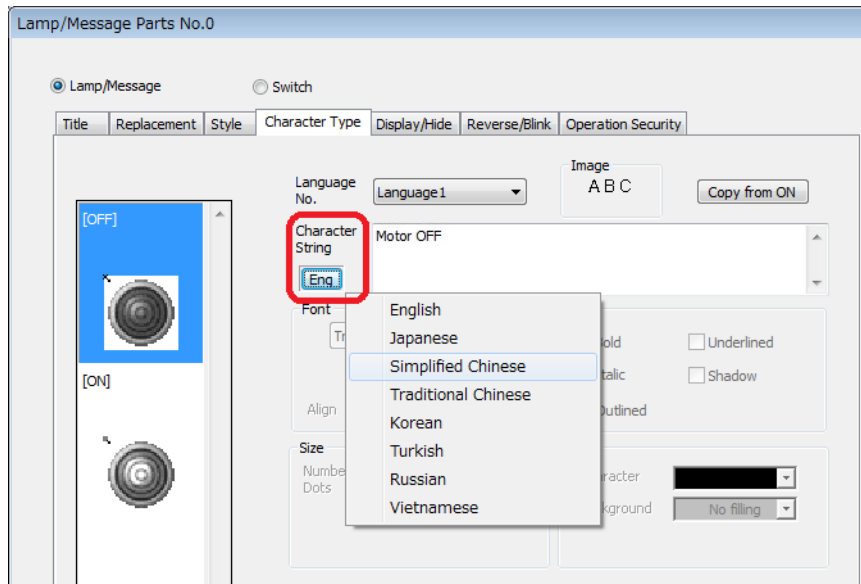 Lamp/Message Parts No.0
Lamp/Message
Switch
Title
Replacement
Style
Character Type
Display/Hide
Reverse/Blink
Operation Security
Language
No.
Language1
Image
ABC
Copy from ON
[OFF]
Character
String
Motor OFF
Eng
Font
English
Japanese
Simplified Chinese
Traditional Chinese
Korean
Turkish
Russian
Vietnamese
Underlined
[ON]
Shadow
Align
Size
Dots
No filling